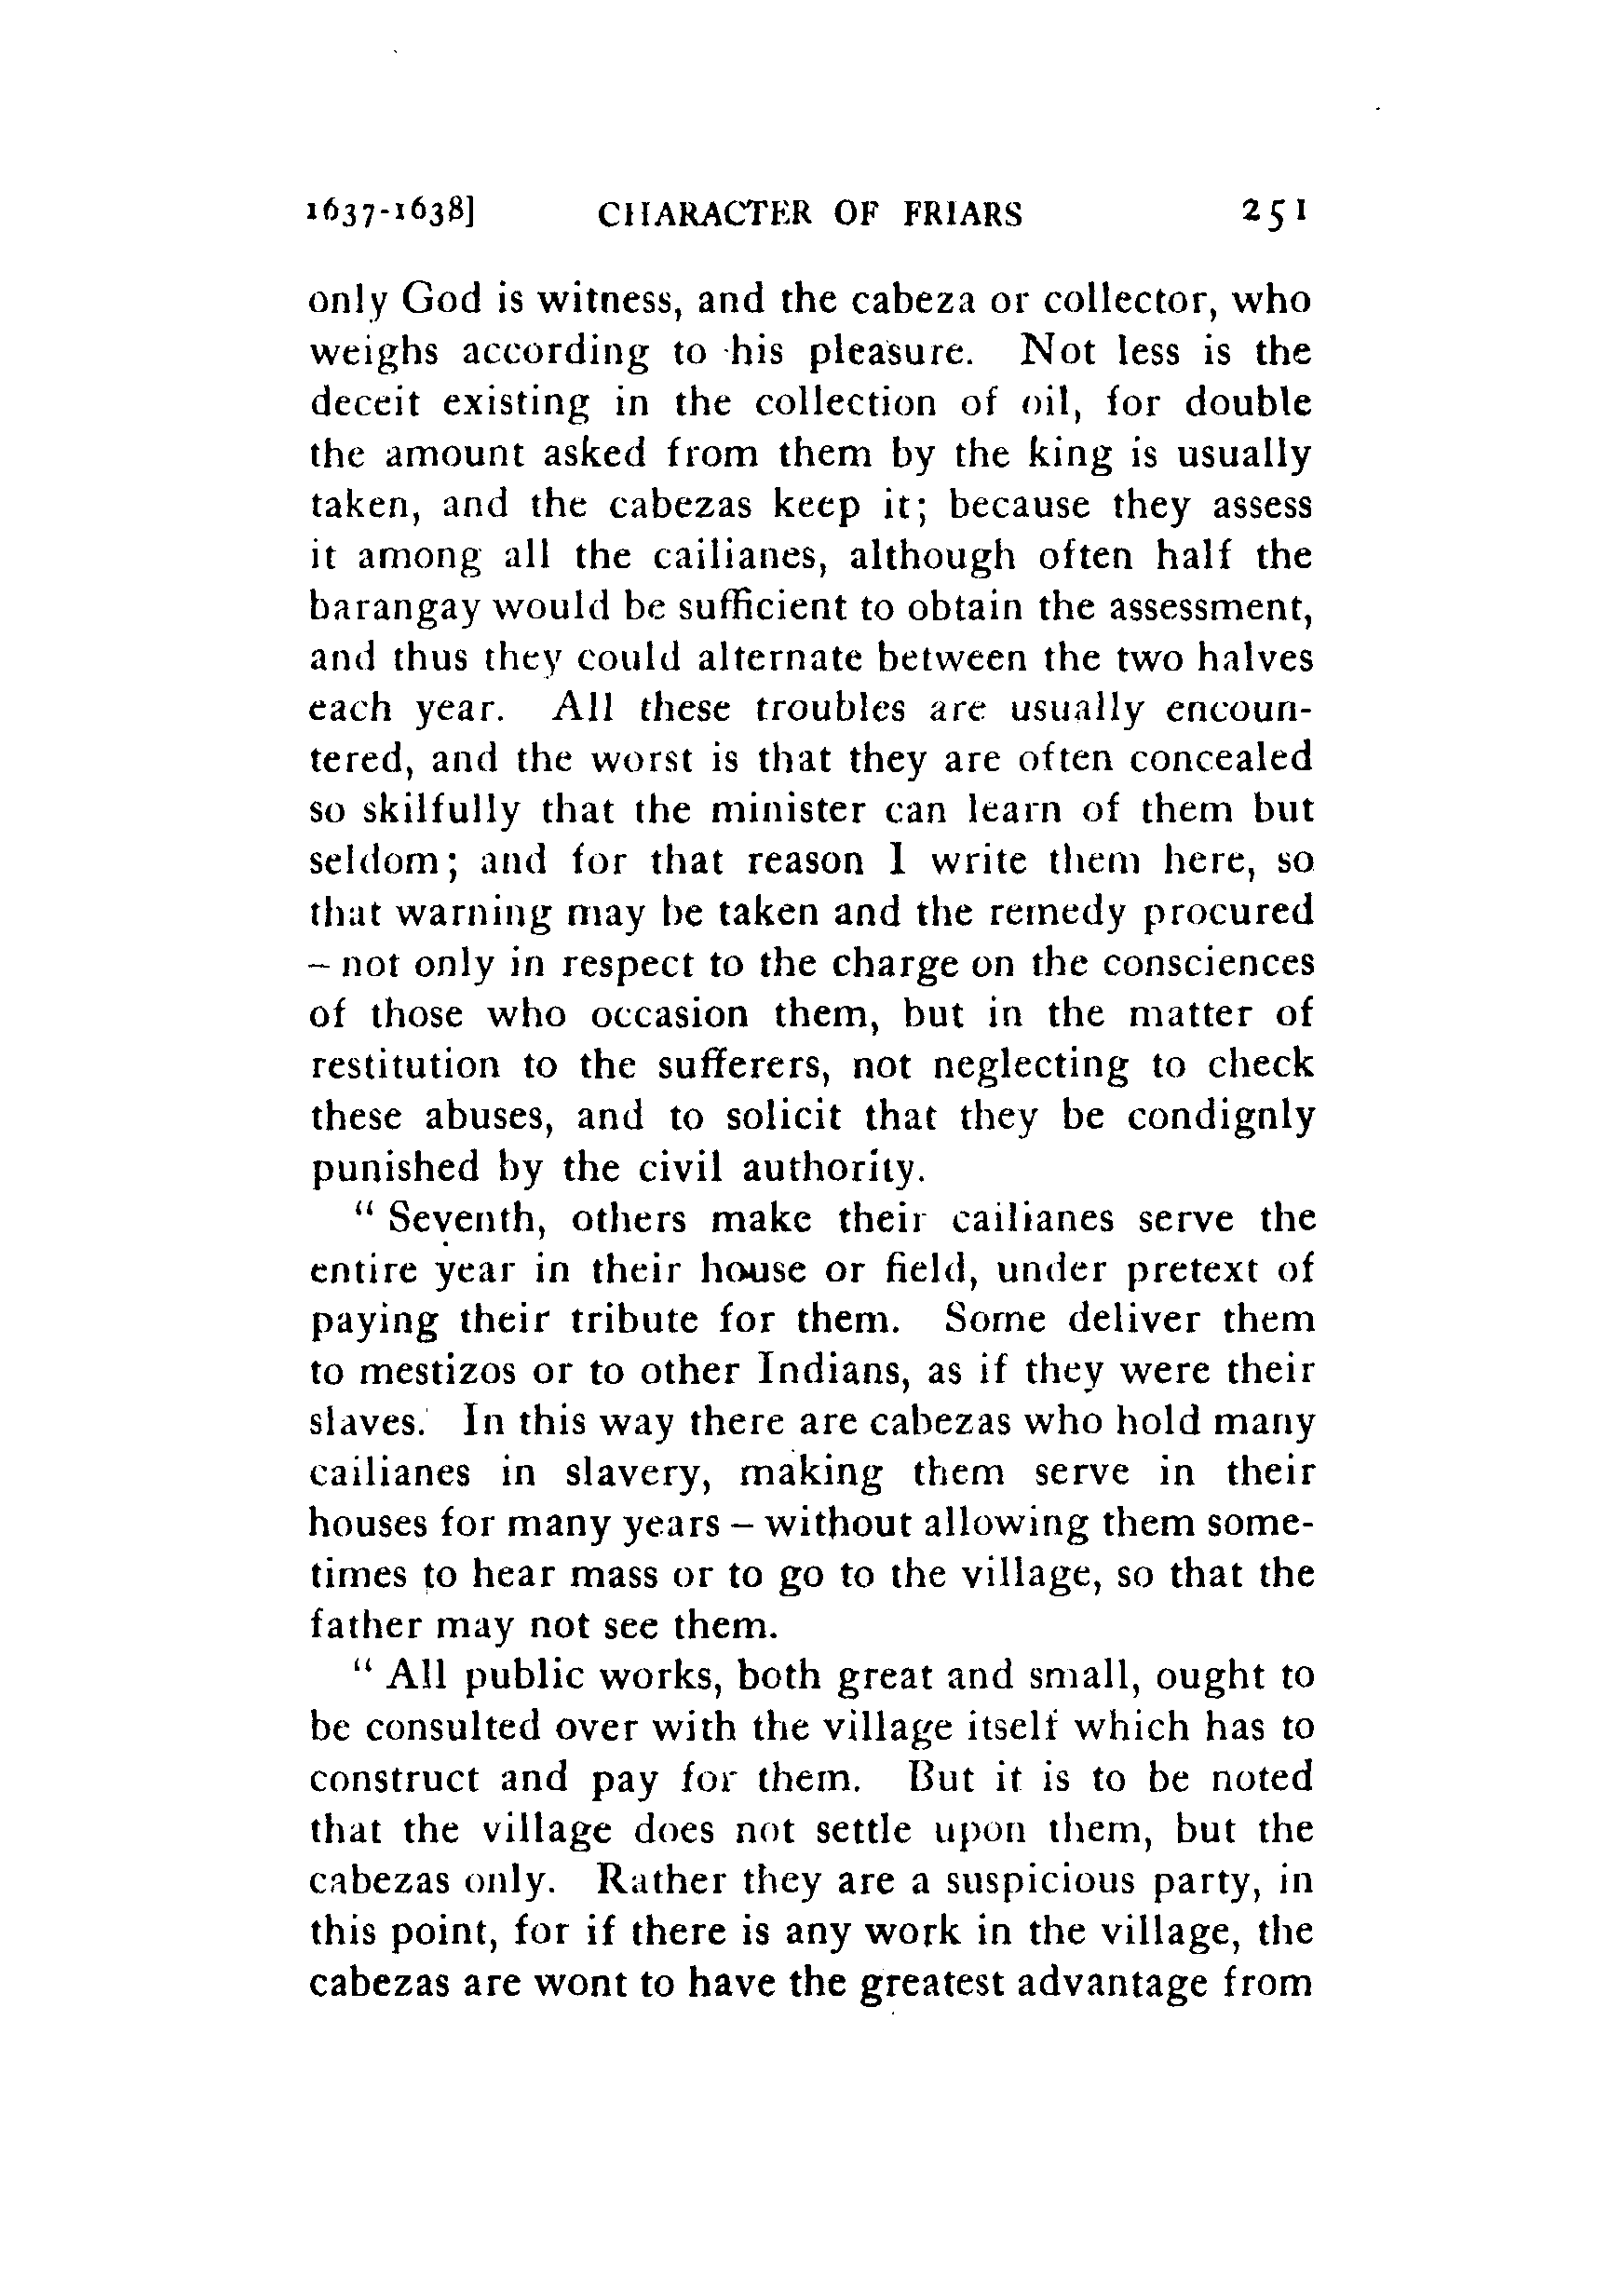 1637-1638] CHARACTER OF FRIARS 251
only God is witness, and the cabeza or collector, who
weighs according to his pleasure. Not less is the
deceit existing in the collection of oil, for double
the amount asked from them by the king is usually
taken, and the cabezas keep it; because they assess
it among all the cailianes, although often half the
barangay would be sufficient to obtain the assessment,
and thus they could alternate between the two halves
each year. All these troubles are usually encoun-
tered, and the worst is that they are often concealed
so skilfully that the minister can learn of them but
seldom; and for that reason I write them here, so
that warning may be taken and the remedy procured
– not only in respect to the charge on the consciences
of those who occasion them, but in the matter of
restitution to the sufferers, not neglecting to check
these abuses, and to solicit that they be condignly
punished by the civil authority.
" Seventh, others make their cailianes serve the
entire year in their house or field, under pretext of
paying their tribute for them. Some deliver them
to mestizos or to other Indians, as if they were their
slaves. In this way there are cabezas who hold many
cailianes in slavery, making them serve in their
houses for many years – without allowing them some-
times to hear mass or to go to the village, so that the
father may not see them.
" All public works, both great and small, ought to
be consulted over with the village itself which has to
construct and pay for them. But it is to be noted
that the village does not settle upon them, but the
cabezas only. Rather they are a suspicious party, in
this point, for if there is any work in the village, the
cabezas are wont to have the greatest advantage from